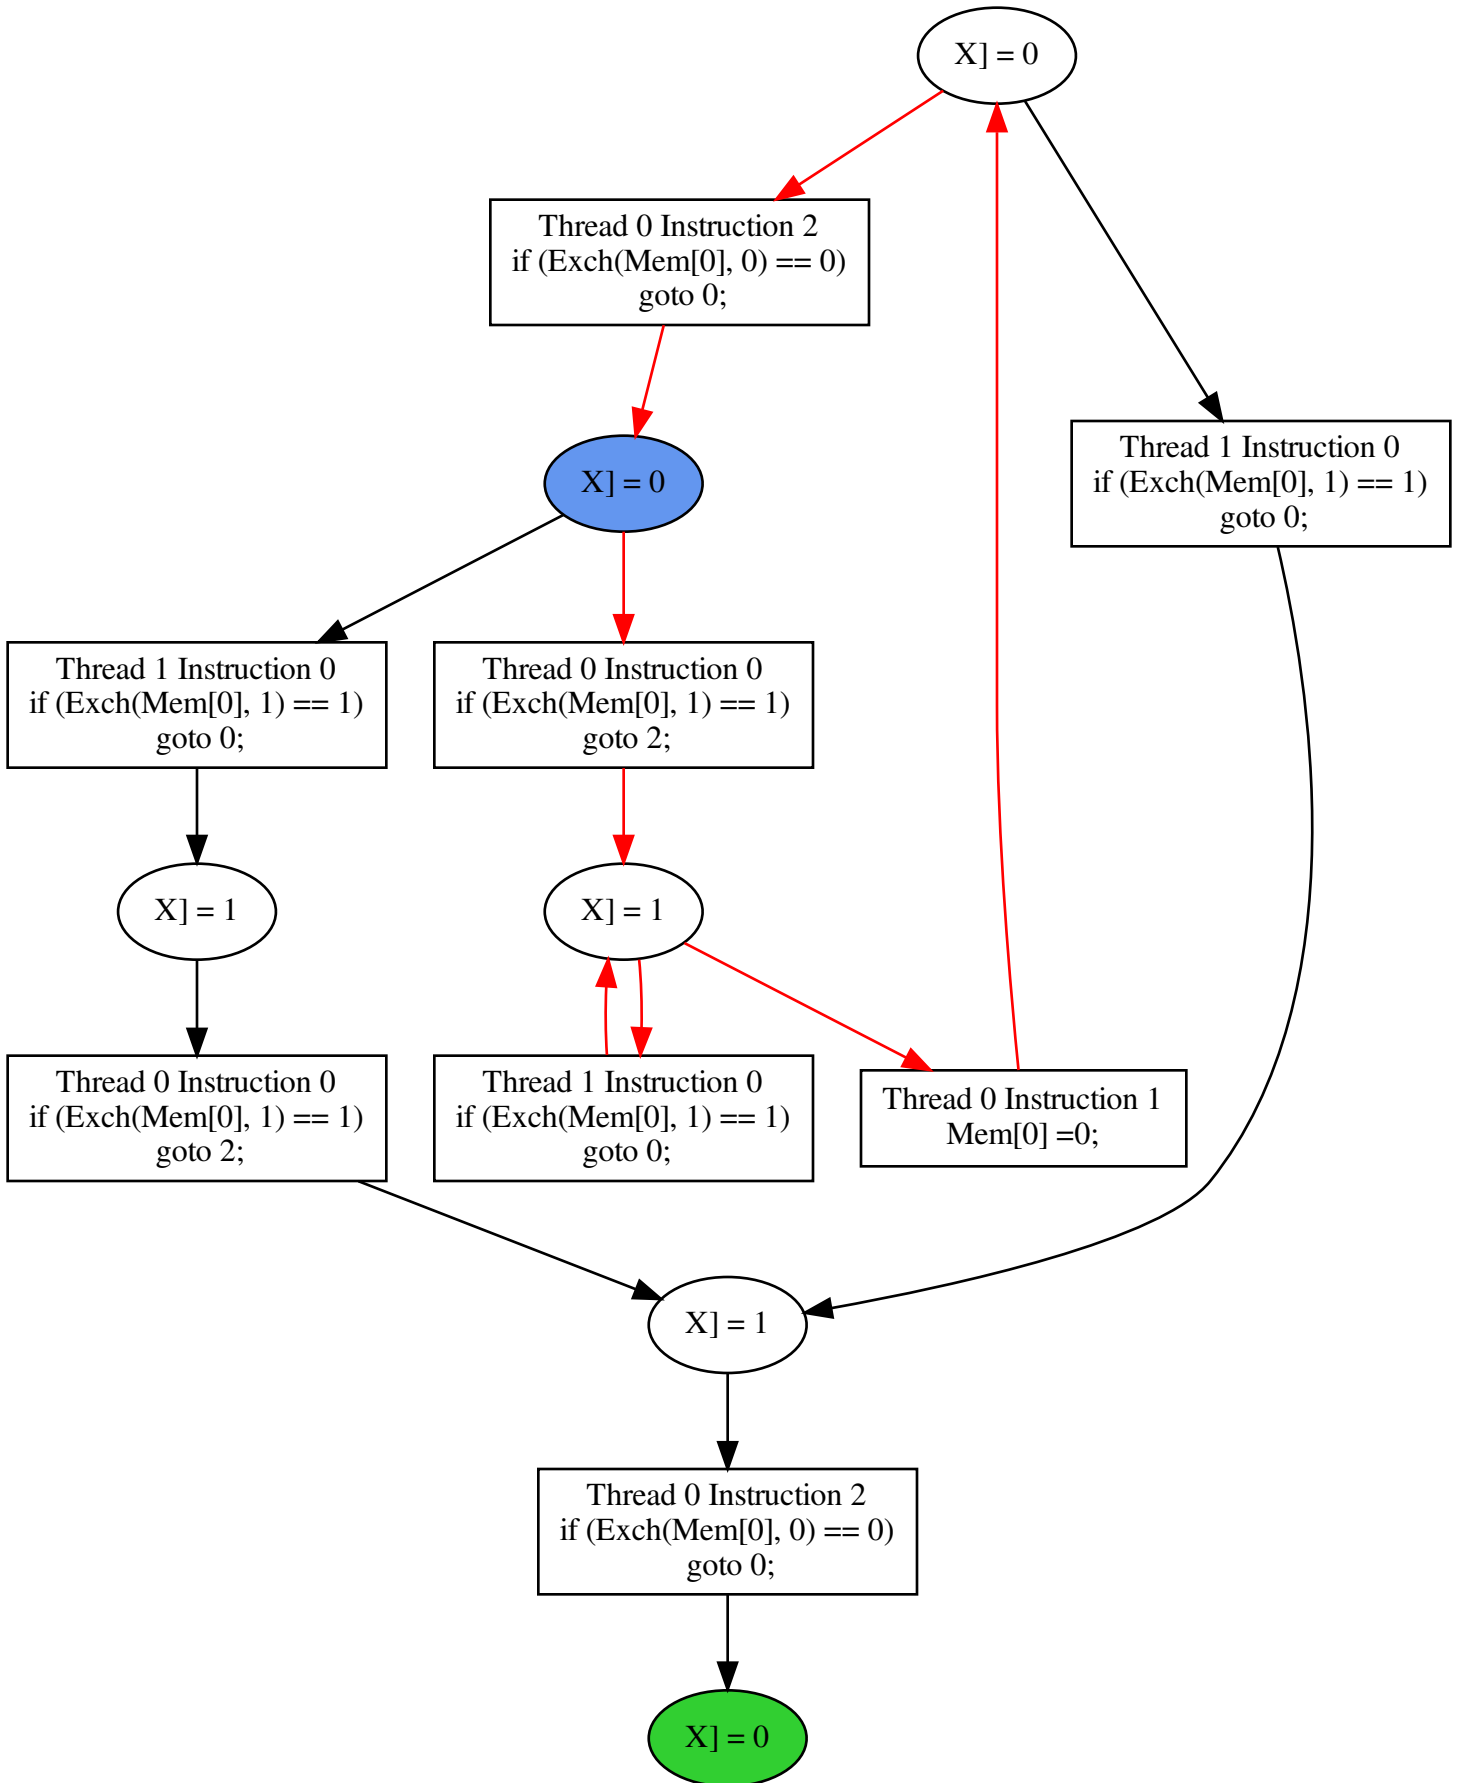 X] = 0
Thread 0 Instruction 2
if (Exch(Mem[0], 0) == 0)
goto 0;
Thread 1 Instruction 0
if (Exch(Mem[0], 1) == 1)
goto 0;
X] = 0
Thread 1 Instruction 0
if (Exch(Mem[0], 1) == 1)
goto 0;
Thread 0 Instruction 0
if (Exch(Mem[0], 1) == 1)
goto 2;
X] = 1
X] = 1
Thread 0 Instruction 0
if (Exch(Mem[0], 1) == 1)
goto 2;
Thread 1 Instruction 0
if (Exch(Mem[0], 1) == 1)
goto 0;
Thread 0 Instruction 1
Mem[0] =0;
X] = 1
Thread 0 Instruction 2
if (Exch(Mem[0], 0) == 0)
goto 0;
X] = 0